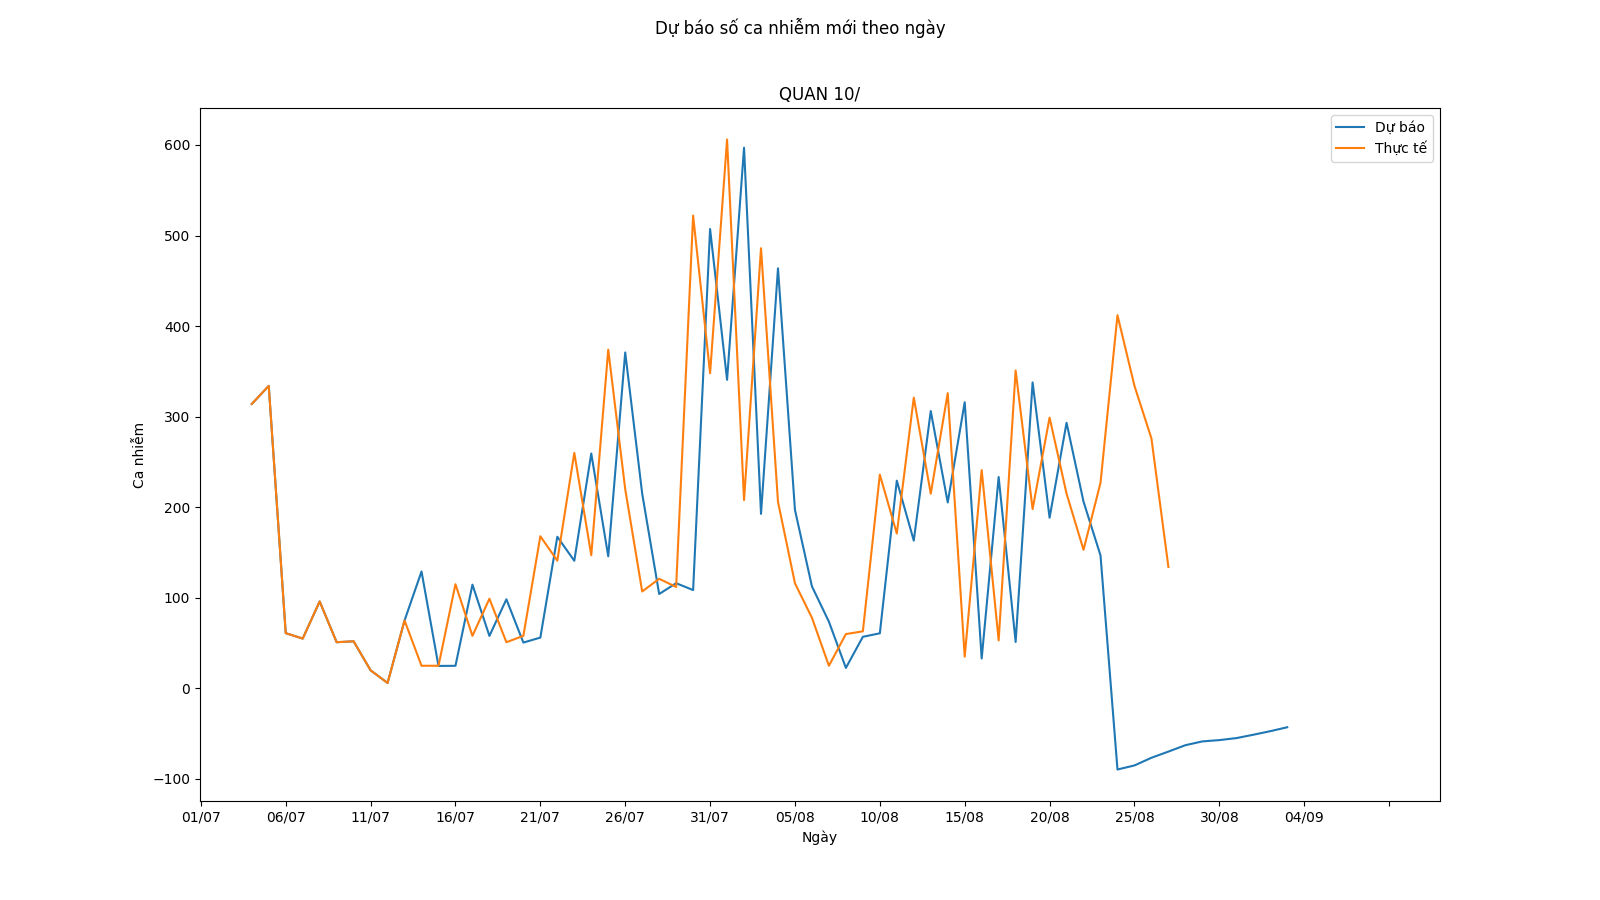 Dự báo số ca nhiễm mới theo ngày
QUAN 10/
Dự báo
Thực tế
600
500
400
300
200
100
0
−100
Ca nhiễm
01/07 06/07 11/07 16/07 21/07 26/07 31/07 05/08 10/08 15/08 20/08 25/08 30/08 04/09
Ngày